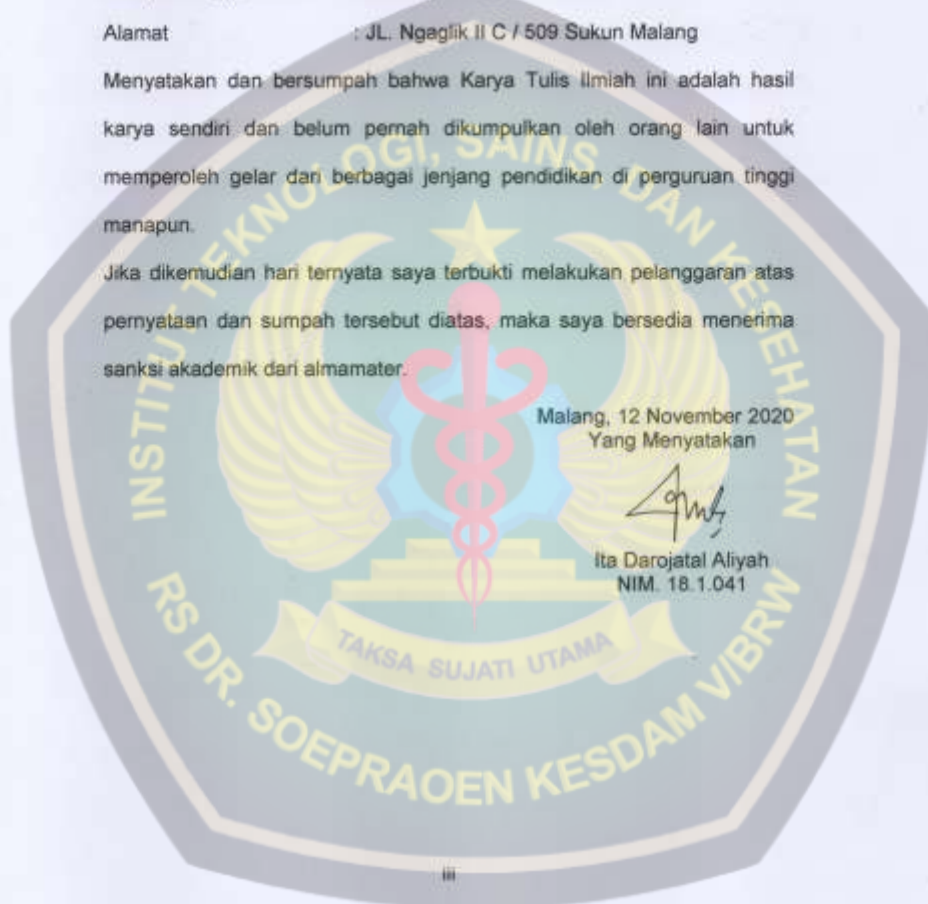 Alamat : JL. Ngaglik II C / 509 Sukun Malang
Menyatakan dan bersumpah bahwa Karya Tulis Ilmiah ini adalah hasil
karya sendiri dan belum pernah dikumpulkan oleh orang lain untuk
memperoleh gelar dari berbagai jenjang pendidikan di perguruan tinggi
manapun.
Jika dikemudian hari ternyata saya terbukti melakukan pelanggaran atas
pernyataan dan sumpah tersebut diatas, maka saya bersedia menerima
sanksi akademik dari almamater.
Malang, 12 November 2020
Yang Menyatakan
Ita Darojatal Aliyah
NIM. 18.1.041
INSTITUT TEKNOLOGI, SAINS, DAN KESEHATAN
TAKSA SUJATI UTAMA
RS DR. SOEPRAOEN KESDAM V/BRW
iii